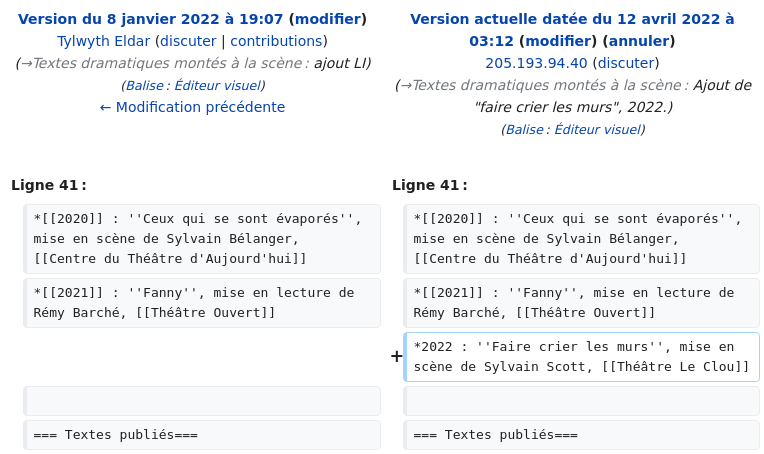 Version du 8 janvier 2022 à 19:07 (modifier)
Tylwyth Eldar (discuter | contributions)
(→Textes dramatiques montés à la scène : ajout LI)
(Balise : Éditeur visuel)
← Modification précédente
Version actuelle datée du 12 avril 2022 à
03:12 (modifier) (annuler)
205.193.94.40 (discuter)
(→Textes dramatiques montés à la scène : Ajout de
"faire crier les murs", 2022.)
(Balise : Éditeur visuel)
Ligne 41 :
Ligne 41 :
*[[2020]] : ''Ceux qui se sont évaporés'',
mise en scène de Sylvain Bélanger,
[[Centre du Théâtre d'Aujourd'hui]]
*[[2020]] : ''Ceux qui se sont évaporés'',
mise en scène de Sylvain Bélanger,
[[Centre du Théâtre d'Aujourd'hui]]
*[[2021]] : ''Fanny'', mise en lecture de
Rémy Barché, [[Théâtre Ouvert]]
*[[2021]] : ''Fanny'', mise en lecture de
Rémy Barché, [[Théâtre Ouvert]]
+
*2022 : ''Faire crier les murs'', mise en
scène de Sylvain Scott, [[Théâtre Le Clou]]
=== Textes publiés===
=== Textes publiés===